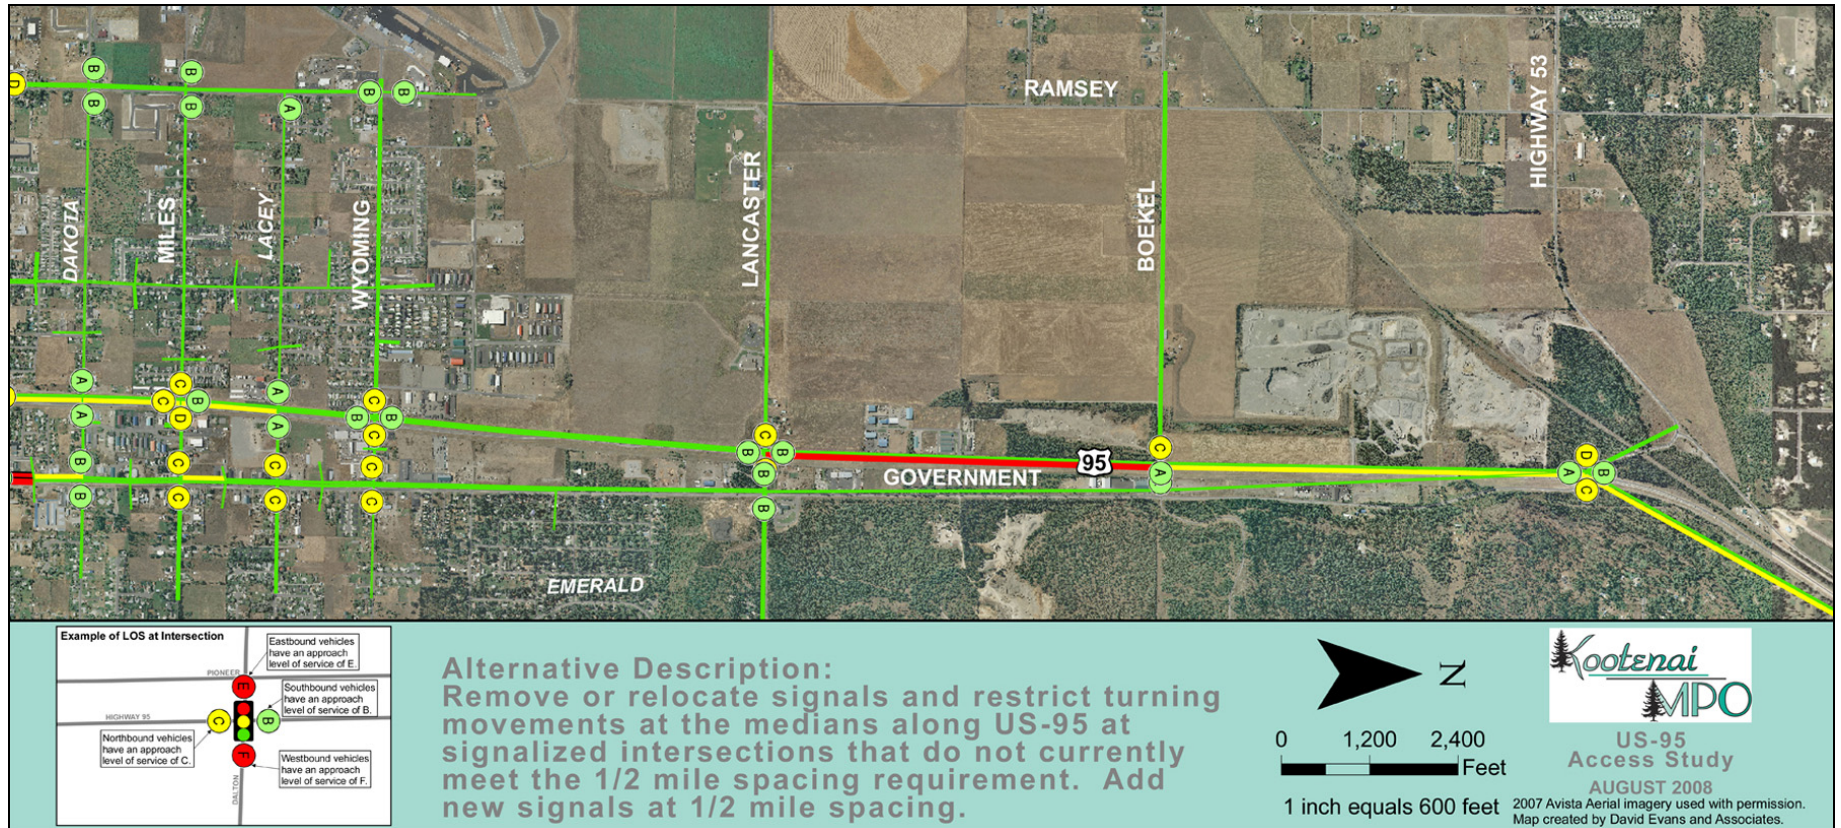 D
B
B
B
B
A
B
B
RAMSEY
HIGHWAY 53
DAKOTA
MILES
LACEY
WYOMING
LANCASTER
BOEKEL
A
A
B
B
C
C
B
D
C
C
A
A
C
C
C
B
B
C
C
C
C
B
B
B
B
95
GOVERNMENT
C
A
D
A
B
C
EMERALD
Example of LOS at Intersection
PIONEER
HIGHWAY 95
DALTON
E
C
B
F
Eastbound vehicles
have an approach
level of service of E.
Southbound vehicles
have an approach
level of service of B.
Northbound vehicles
have an approach
level of service of C.
Westbound vehicles
have an approach
level of service of F.
Alternative Description:
Remove or relocate signals and restrict turning
movements at the medians along US-95 at
signalized intersections that do not currently
meet the 1/2 mile spacing requirement.  Add
new signals at 1/2 mile spacing.
N
0 1,200 2,400
Feet
1 inch equals 600 feet
Kootenai
MPO
US-95
Access Study
AUGUST 2008
2007 Avista Aerial imagery used with permission.
Map created by David Evans and Associates.